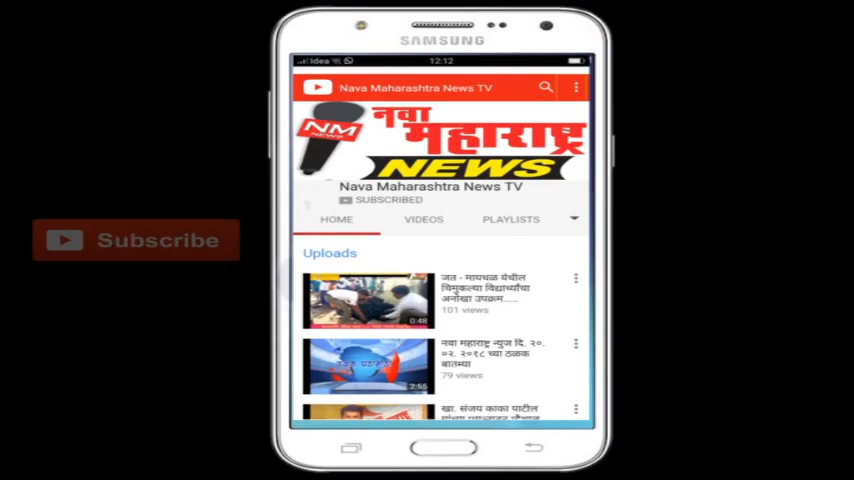 SAMSUNG
Idea
12:12
Nava Maharashtra News TV
NM
NEWS
नवा
महाराष्ट्र
NEWS
Nava Maharashtra News TV
SUBSCRIBED
HOME VIDEOS PLAYLISTS
Subscribe
Uploads
जत - मायथळ येथील
चिमुकल्या विद्यार्थ्यांचा
अनोखा उपक्रम.....
101 views
0:48
नवा महाराष्ट्र न्युज दि. २०.
०२. २०१८ च्या ठळक
बातम्या
79 views
2:55
खा. संजय काका पाटील